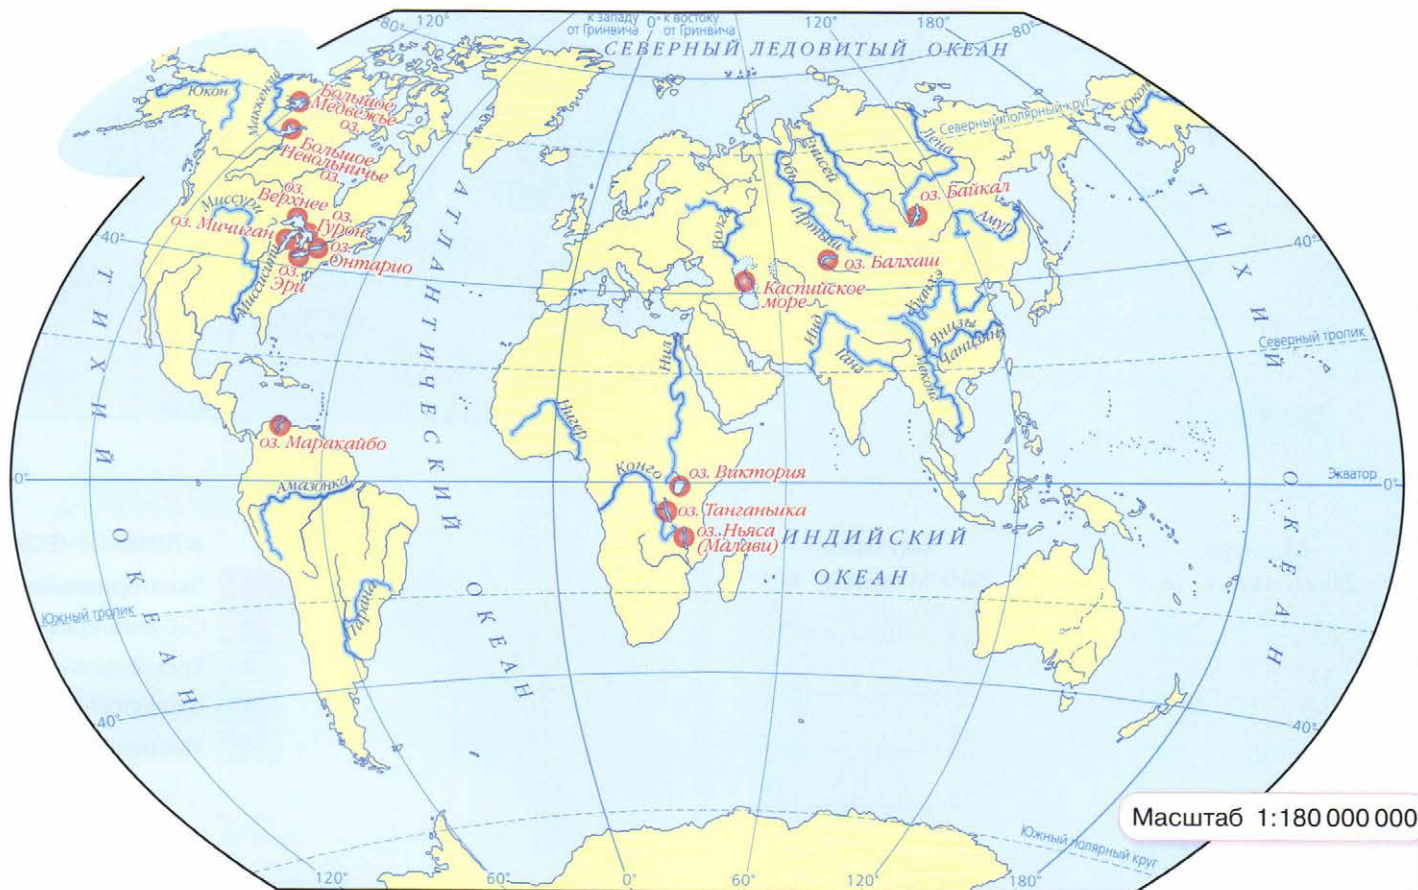 к западу
от Гринвича
0°
к востоку
от Гринвича
80°
120°
120°
180°
80°
СЕВЕРНЫЙ ЛЕДОВИТЫЙ ОКЕАН
Юкон
Маккензи
Большое
Медвежье
оз.
Большое
Невольничье
оз.
Юкон
Северный полярный круг
Лена
Енисей
Обь
Иртыш
оз. Байкал
Амур
Волга
оз. Балхаш
Каспийское
море
Миссури
оз.
Верхнее
оз.
Гурон
оз. Мичиган
оз.
Онтарио
оз.
Эри
Миссисипи
40°
40°
АТЛАНТИЧЕСКИЙ
ОКЕАН
ТИХИЙ
ОКЕАН
ТИХИЙ
ОКЕАН
Хуанхэ
Янцзы
(Чанцзян)
Меконг
Инд
Ганг
Северный тропик
Нил
Нигер
Конго
оз. Маракайбо
оз. Виктория
Экватор
0°
0°
Амазонка
оз. Танганьика
оз. Ньяса
(Малави)
ИНДИЙСКИЙ
ОКЕАН
Южный тропик
Парана
40°
40°
Масштаб 1:180 000 000
Южный полярный круг
120°
60°
0°
60°
120°
180°